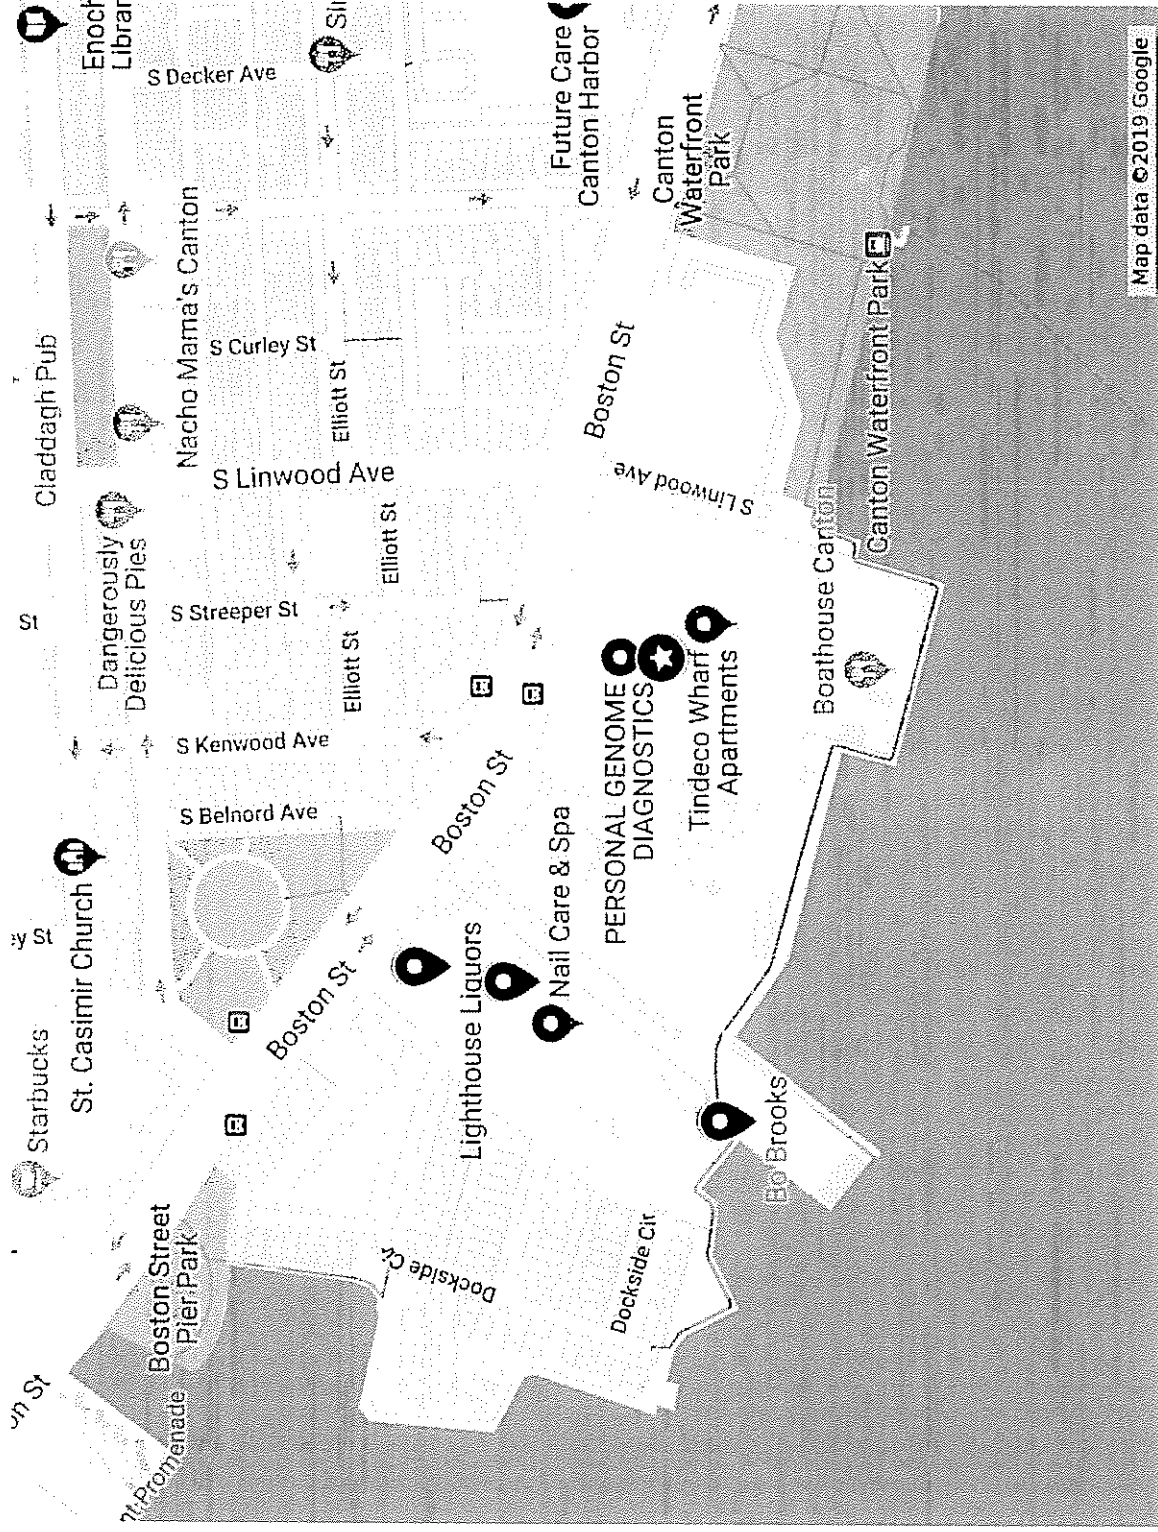 Enoch
Librar
S Decker Ave
Future Care
Canton Harbor
Canton
Waterfront
Park
Claddagh Pub
Nacho Mama's Canton
S Curley St
Elliott St
Boston St
Canton Waterfront Park
S Linwood Ave
S Linwood Ave
Dangerously
Delicious Pies
Elliott St
Boathouse Canton
St
S Streeper St
Elliott St
PERSONAL GENOME
DIAGNOSTICS
Tindeco Wharf
Apartments
S Kenwood Ave
Boston St
S Belnord Ave
St. Casimir Church
Nail Care & Spa
Lighthouse Liquors
Boston St
Starbucks
Bo Brooks
Boston Street
Pier Park
Dockside Cir
Dockside Cir
Promenade
Map data ©2019 Google